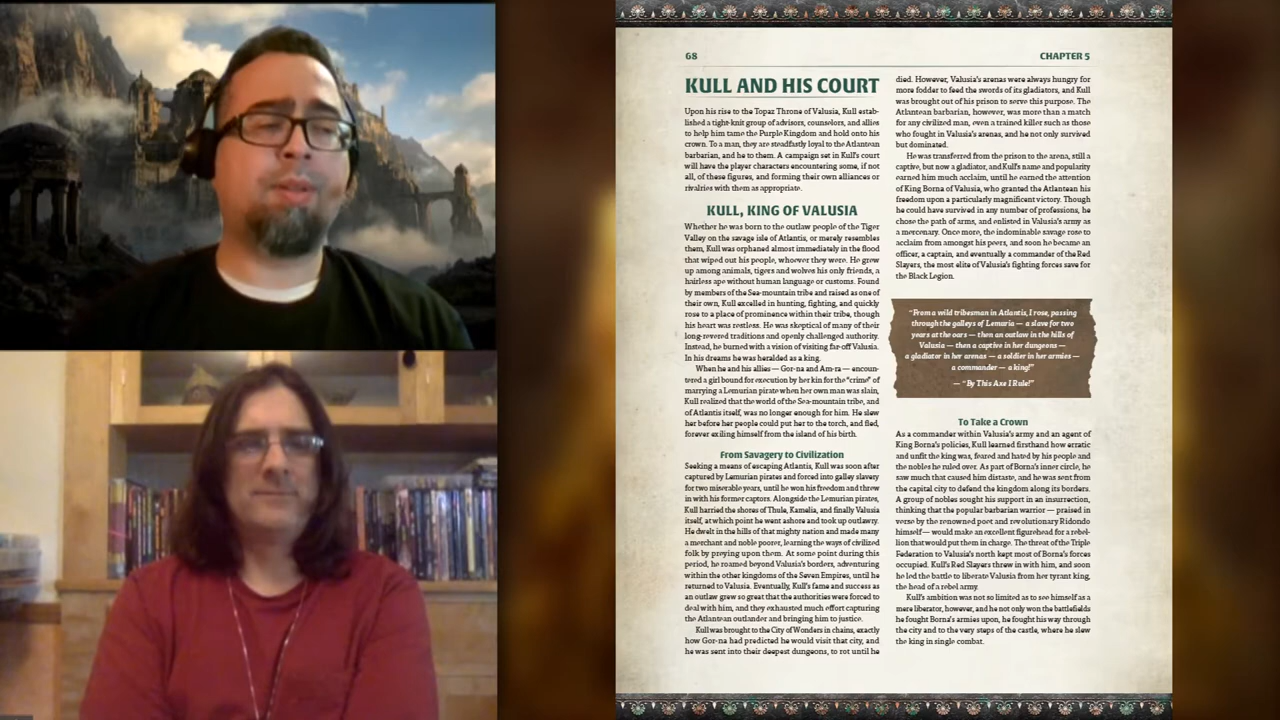 68
CHAPTER 5
KULL AND HIS COURT
Upon his rise to the Topaz Throne of Valusia, Kull estab-
lished a tight-knit group of advisors, counselors, and allies
to help him tame the Purple Kingdom and hold onto his
crown. To a man, they are steadfastly loyal to the Atlantean
barbarian, and he to them. A campaign set in Kull's court
will have the player characters encountering some, if not
all, of these figures, and forming their own alliances or
rivalries with them as appropriate.
KULL, KING OF VALUSIA
Whether he was born to the outlaw people of the Tiger
Valley on the savage isle of Atlantis, or merely resembles
them, Kull was orphaned almost immediately in the flood
that wiped out his people, whoever they were. He grew
up among animals, tigers and wolves his only friends, a
hairless ape without human language or customs. Found
by members of the Sea-mountain tribe and raised as one of
their own, Kull excelled in hunting, fighting, and quickly
rose to a place of prominence within their tribe, though
his heart was restless. He was skeptical of many of their
long-revered traditions and openly challenged authority.
Instead, he burned with a vision of visiting far-off Valusia.
In his dreams he was heralded as a king.
When he and his allies — Gor-na and Am-ra — encoun-
tered a girl bound for execution by her kin for the "crime" of
marrying a Lemurian pirate when her own man was slain,
Kull realized that the world of the Sea-mountain tribe, and
of Atlantis itself, was no longer enough for him. He slew
her before her people could put her to the torch, and fled,
forever exiling himself from the island of his birth.
From Savagery to Civilization
Seeking a means of escaping Atlantis, Kull was soon after
captured by Lemurian pirates and forced into galley slavery
for two miserable years, until he won his freedom and threw
in with his former captors. Alongside the Lemurian pirates,
Kull harried the shores of Thule, Kamelia, and finally Valusia
itself, at which point he went ashore and took up outlawry.
He dwelt in the hills of that mighty nation and made many
a merchant and noble poorer, learning the ways of civilized
folk by preying upon them. At some point during this
period, he roamed beyond Valusia's borders, adventuring
within the other kingdoms of the Seven Empires, until he
returned to Valusia. Eventually, Kull's fame and success as
an outlaw grew so great that the authorities were forced to
deal with him, and they exhausted much effort capturing
the Atlantean outlander and bringing him to justice.
Kull was brought to the City of Wonders in chains, exactly
how Gor-na had predicted he would visit that city, and
he was sent into their deepest dungeons, to rot until he
died. However, Valusia's arenas were always hungry for
more fodder to feed the swords of its gladiators, and Kull
was brought out of his prison to serve this purpose. The
Atlantean barbarian, however, was more than a match
for any civilized man, even a trained killer such as those
who fought in Valusia's arenas, and he not only survived
but dominated.
He was transferred from the prison to the arena, still a
captive, but now a gladiator, and Kull's name and popularity
earned him much acclaim, until he earned the attention
of King Borna of Valusia, who granted the Atlantean his
freedom upon a particularly magnificent victory. Though
he could have survived in any number of professions, he
chose the path of arms, and enlisted in Valusia's army as
a mercenary. Once more, the indominable savage rose to
acclaim from amongst his peers, and soon he became an
officer, a captain, and eventually a commander of the Red
Slayers, the most elite of Valusia's fighting forces save for
the Black Legion.
"From a wild tribesman in Atlantis, I rose, passing
through the galleys of Lemuria — a slave for two
years at the oars — then an outlaw in the hills of
Valusia — then a captive in her dungeons —
a gladiator in her arenas — a soldier in her armies —
a commander — a king!"
— "By This Axe I Rule!"
To Take a Crown
As a commander within Valusia's army and an agent of
King Borna's policies, Kull learned firsthand how erratic
and unfit the king was, feared and hated by his people and
the nobles he ruled over. As part of Borna's inner circle, he
saw much that caused him distaste, and he was sent from
the capital city to defend the kingdom along its borders.
A group of nobles sought his support in an insurrection,
thinking that the popular barbarian warrior — praised in
verse by the renowned poet and revolutionary Ridondo
himself — would make an excellent figurehead for a rebel-
lion that would put them in charge. The threat of the Triple
Federation to Valusia's north kept most of Borna's forces
occupied. Kull's Red Slayers threw in with him, and soon
he led the battle to liberate Valusia from her tyrant king,
the head of a rebel army.
Kull's ambition was not so limited as to see himself as a
mere liberator, however, and he not only won the battlefields
he fought Borna's armies upon, he fought his way through
the city and to the very steps of the castle, where he slew
the king in single combat.